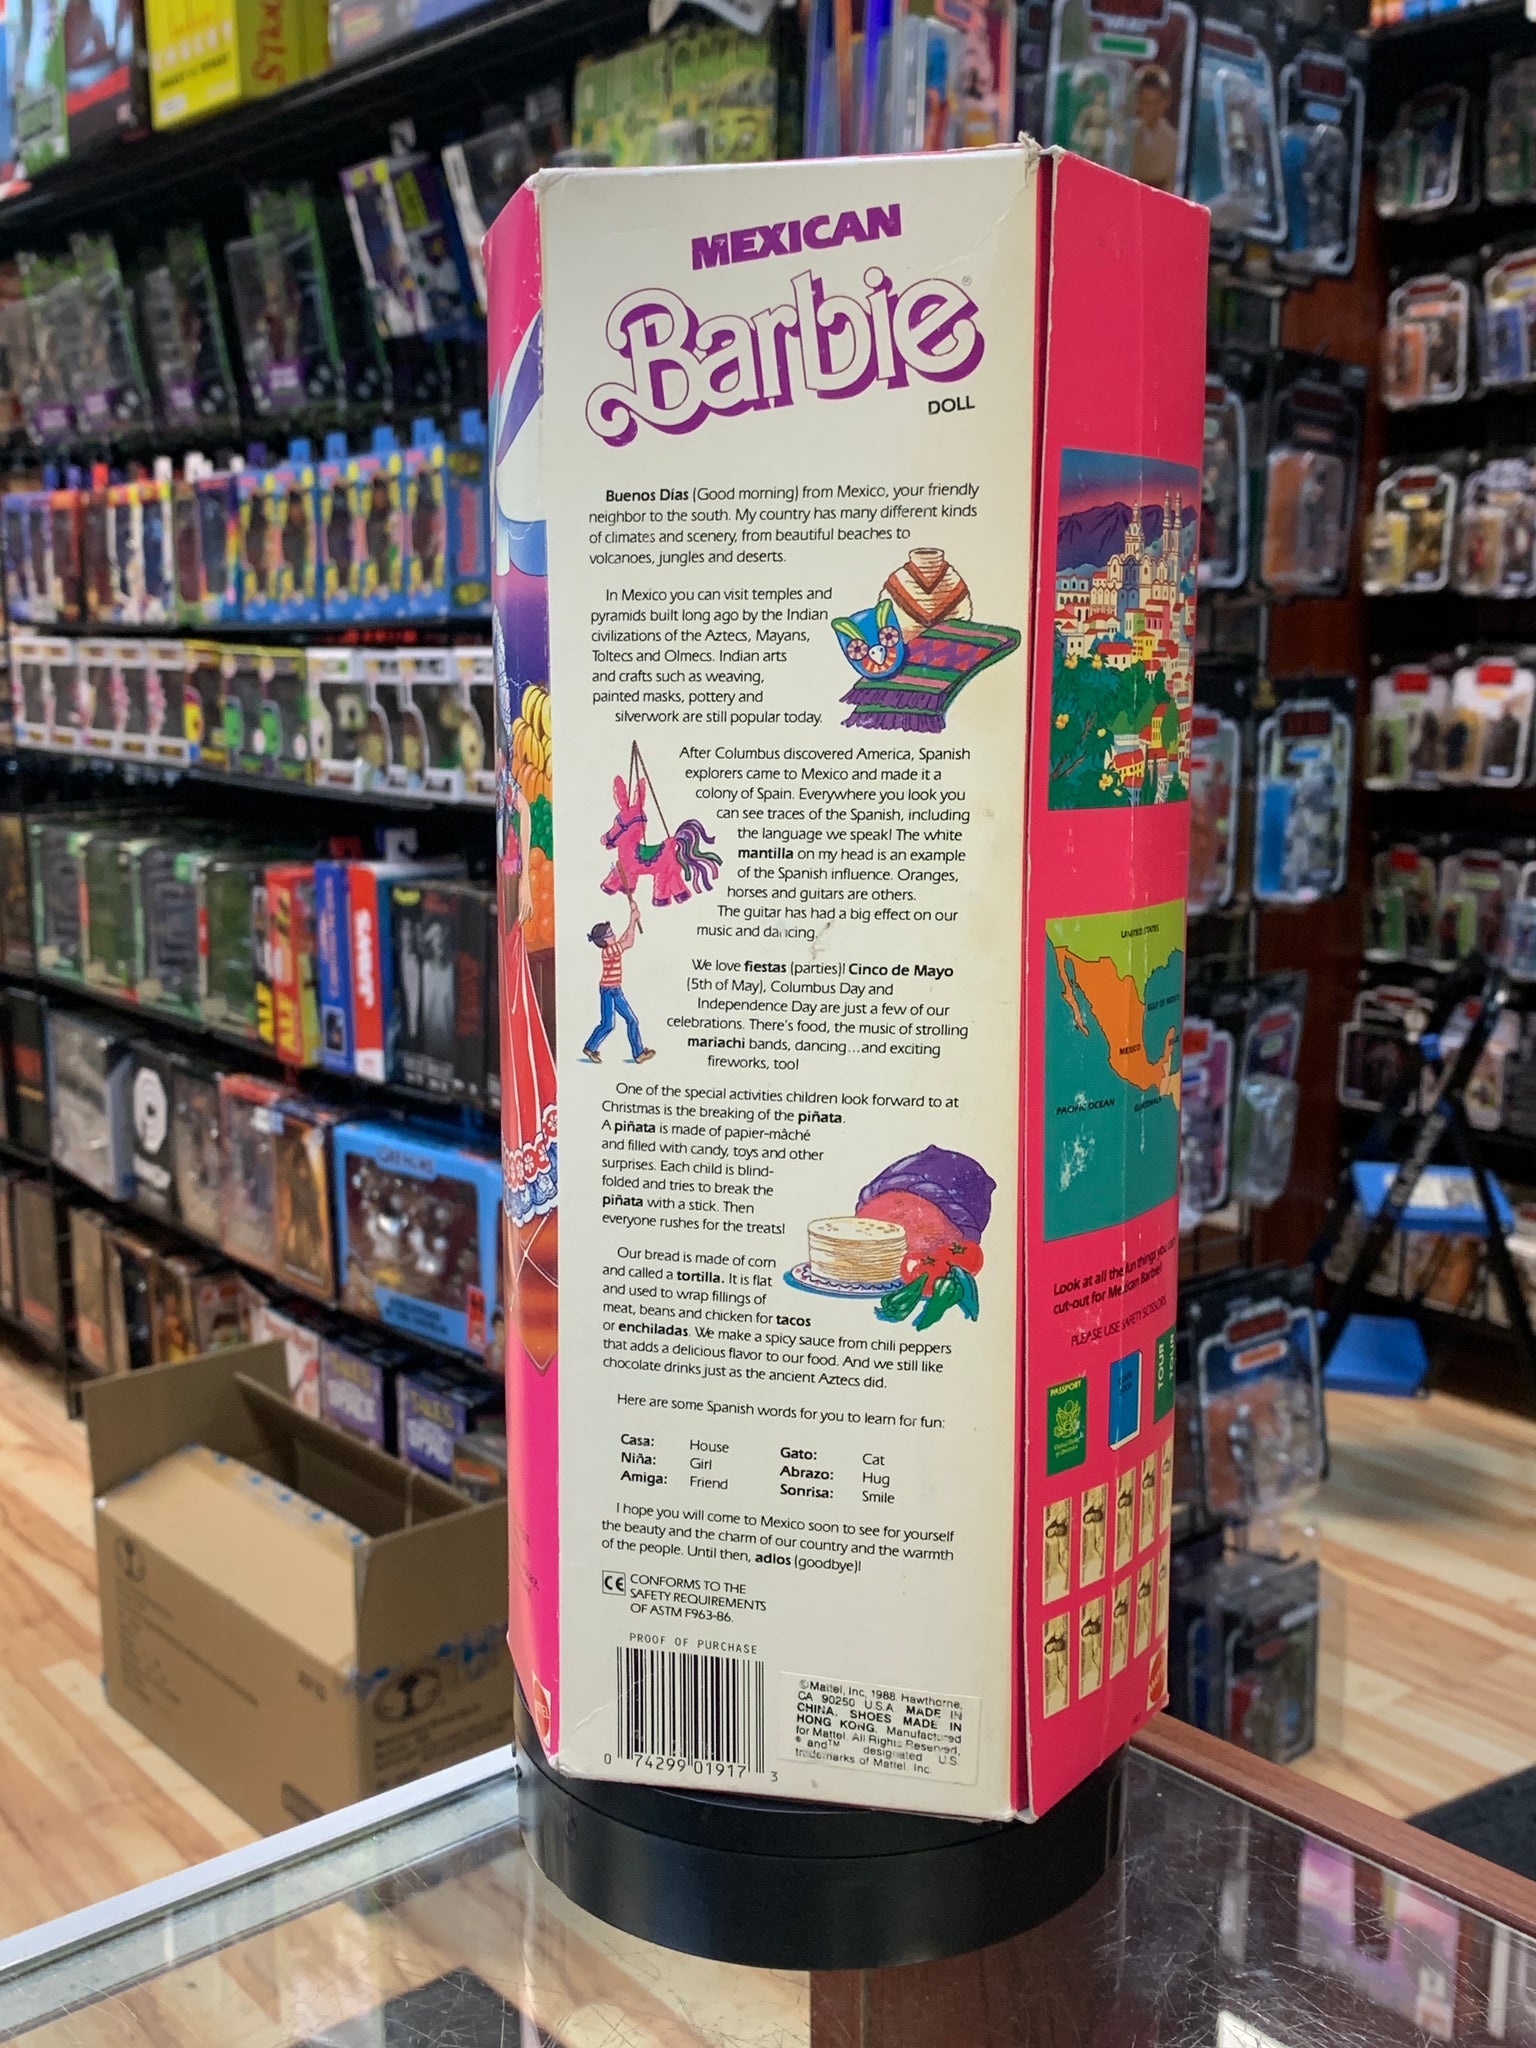 MEXICAN
Barbie®
DOLL
Buenos Días (Good morning) from Mexico, your friendly
neighbor to the south. My country has many different kinds
of climates and scenery, from beautiful beaches to
volcanoes, jungles and deserts.
In Mexico you can visit temples and
pyramids built long ago by the Indian
civilizations of the Aztecs, Mayans,
Toltecs and Olmecs. Indian arts
and crafts such as weaving,
painted masks, pottery and
silverwork are still popular today.
After Columbus discovered America, Spanish
explorers came to Mexico and made it a
colony of Spain. Everywhere you look you
can see traces of the Spanish, including
the language we speak! The white
mantilla on my head is an example
of the Spanish influence. Oranges,
horses and guitars are others.
The guitar has had a big effect on our
music and dancing.
We love fiestas (parties)! Cinco de Mayo
(5th of May), Columbus Day and
Independence Day are just a few of our
celebrations. There's food, the music of strolling
mariachi bands, dancing...and exciting
fireworks, too!
One of the special activities children look forward to at
Christmas is the breaking of the piñata.
A piñata is made of papier-mâché
and filled with candy, toys and other
surprises. Each child is blind-
folded and tries to break the
piñata with a stick. Then
everyone rushes for the treats!
Our bread is made of corn
and called a tortilla. It is flat
and used to wrap fillings of
meat, beans and chicken for tacos
or enchiladas. We make a spicy sauce from chili peppers
that adds a delicious flavor to our food. And we still like
chocolate drinks just as the ancient Aztecs did.
Here are some Spanish words for you to learn for fun:
Casa: House Gato: Cat
Niña: Girl Abrazo: Hug
Amiga: Friend Sonrisa: Smile
I hope you will come to Mexico soon to see for yourself
the beauty and the charm of our country and the warmth
of the people. Until then, adios (goodbye)!
CE CONFORMS TO THE
SAFETY REQUIREMENTS
OF ASTM F963-86.
PROOF OF PURCHASE
0 74299 01917 3
©Mattel, Inc. 1988. Hawthorne,
CA 90250 U.S.A. MADE IN
CHINA. SHOES MADE IN
HONG KONG. Manufactured
for Mattel. All Rights Reserved.
® and™ designated U.S.
trademarks of Mattel, Inc.
UNITED STATES
GULF OF MEXICO
MEXICO
PACIFIC OCEAN
GUATEMALA
Look at all the fun things you can
cut-out for Mexican Barbie!
PLEASE USE SAFETY SCISSORS
PASSPORT
United States
of America
TOUR
TOUR
ALF
ALF